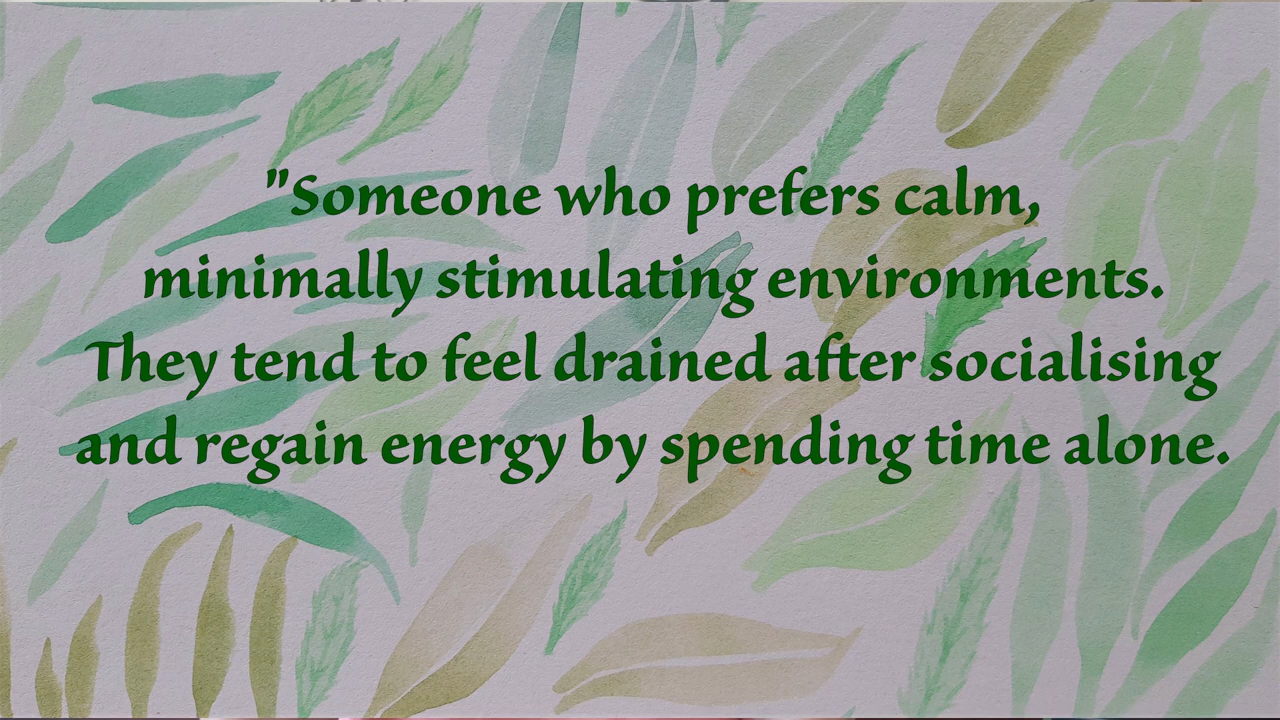 "Someone who prefers calm,
minimally stimulating environments.
They tend to feel drained after socialising
and regain energy by spending time alone.